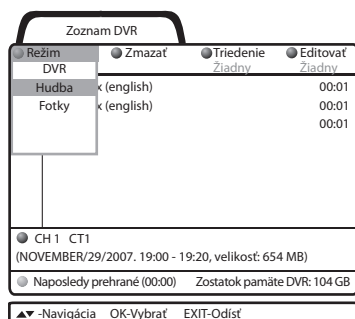 Zoznam DVR
Režim Zmazať Triedenie Editovať
Žiadny Žiadny
DVR
Hudba x (english) 00:01
Fotky x (english) 00:01
00:01
CH 1 CT1
(NOVEMBER/29/2007. 19:00 - 19:20, velikosť: 654 MB)
Naposledy prehrané (00:00) Zostatok pamäte DVR: 104 GB
▲▼ -Navigácia OK-Vybrať EXIT-Odísť